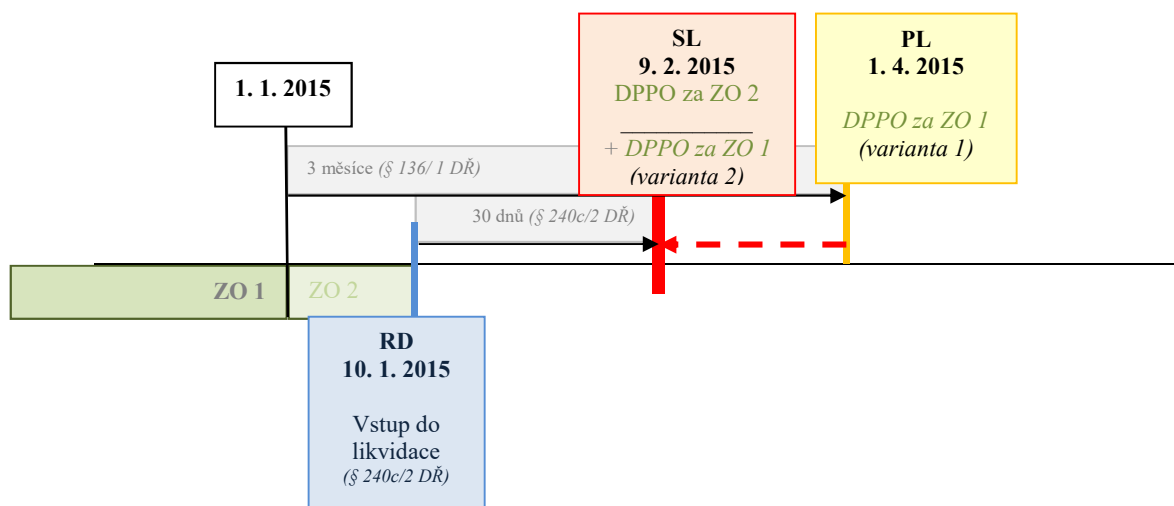 SL
9. 2. 2015
DPPO za ZO 2
+ DPPO za ZO 1
(varianta 2)
PL
1. 4. 2015
DPPO za ZO 1
(varianta 1)
1. 1. 2015
3 měsíce (§ 136/ 1 DŘ)
30 dnů (§ 240c/2 DŘ)
ZO 1
ZO 2
RD
10. 1. 2015
Vstup do
likvidace
(§ 240c/2 DŘ)